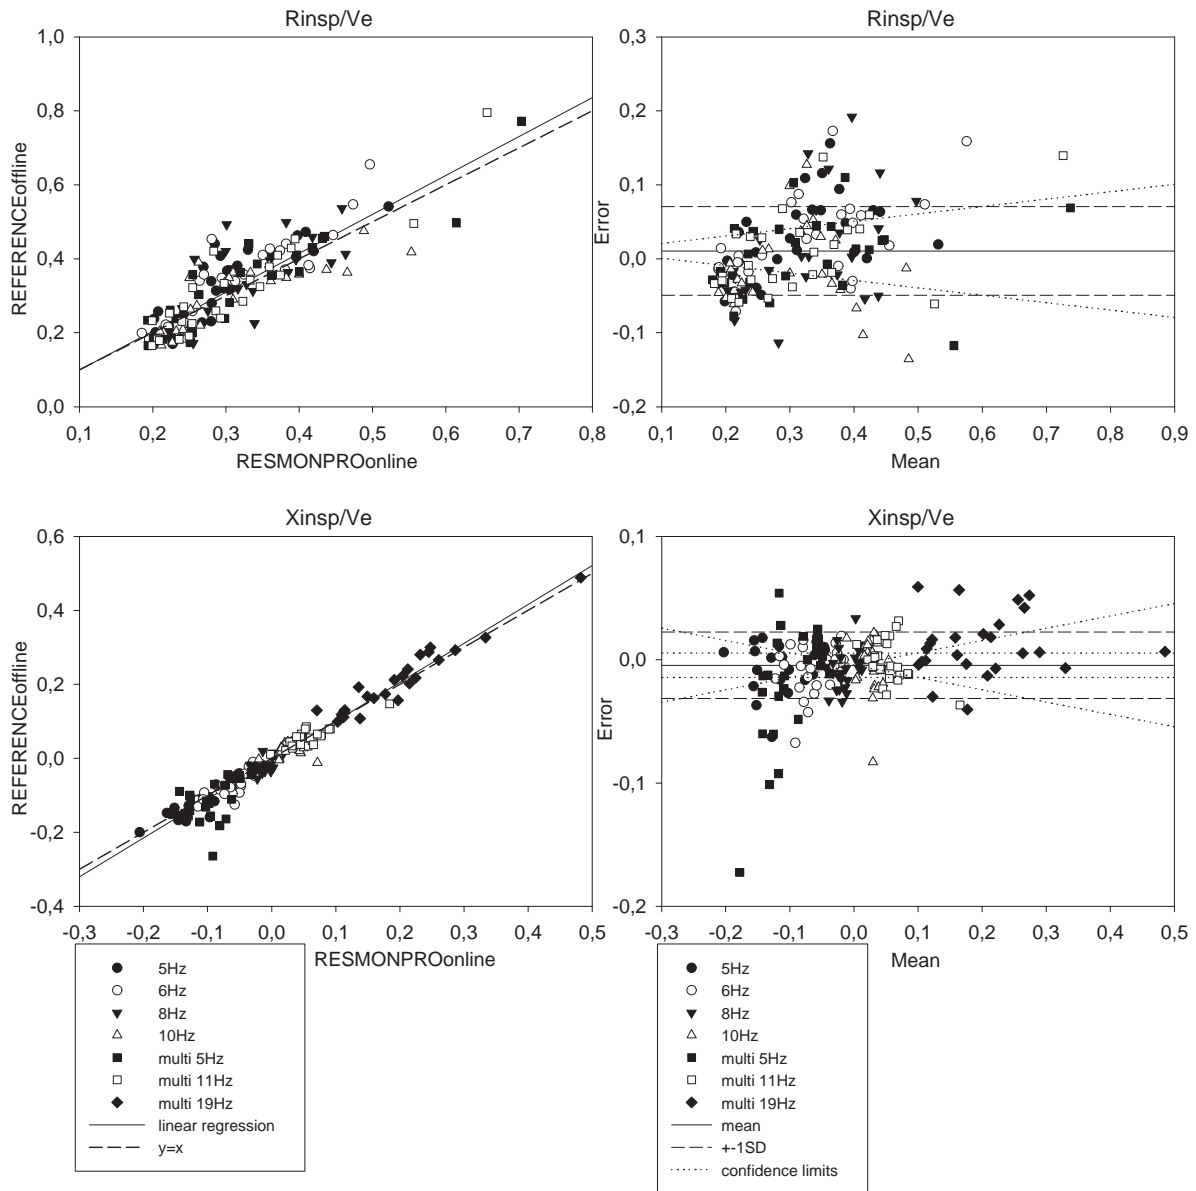 Rinsp/Ve
1,0
0,8
0,6
0,4
0,2
0,0
REFERENCEoffline
0,1 0,2 0,3 0,4 0,5 0,6 0,7 0,8
RESMONPROonline
Rinsp/Ve
0,3
0,2
0,1
0,0
-0,1
-0,2
Error
0,1 0,2 0,3 0,4 0,5 0,6 0,7 0,8 0,9
Mean
Xinsp/Ve
0,6
0,4
0,2
0,0
-0,2
-0,4
REFERENCEoffline
-0,3 -0,2 -0,1 0,0 0,1 0,2 0,3 0,4 0,5
RESMONPROonline
Xinsp/Ve
0,1
0,0
-0,1
-0,2
Error
-0,3 -0,2 -0,1 0,0 0,1 0,2 0,3 0,4 0,5
Mean
5Hz
6Hz
8Hz
10Hz
multi 5Hz
multi 11Hz
multi 19Hz
linear regression
y=x
5Hz
6Hz
8Hz
10Hz
multi 5Hz
multi 11Hz
multi 19Hz
mean
+-1SD
confidence limits